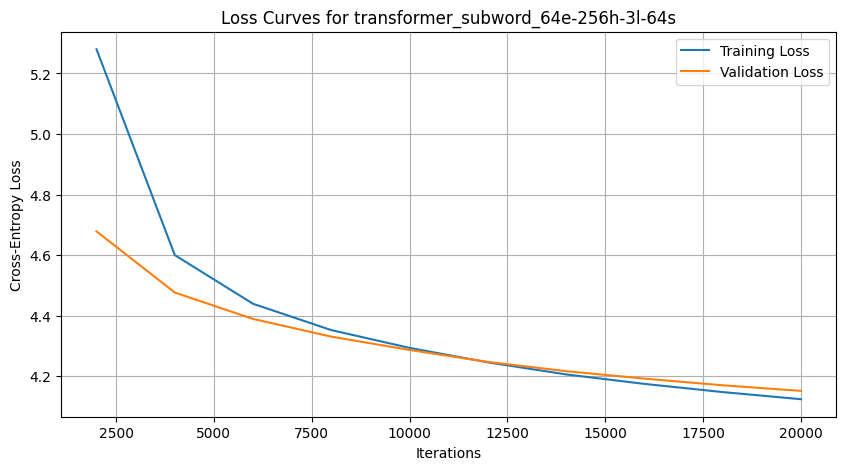 Loss Curves for transformer_subword_64e-256h-3l-64s
Training Loss
Validation Loss
Cross-Entropy Loss
5.2
5.0
4.8
4.6
4.4
4.2
2500 5000 7500 10000 12500 15000 17500 20000
Iterations